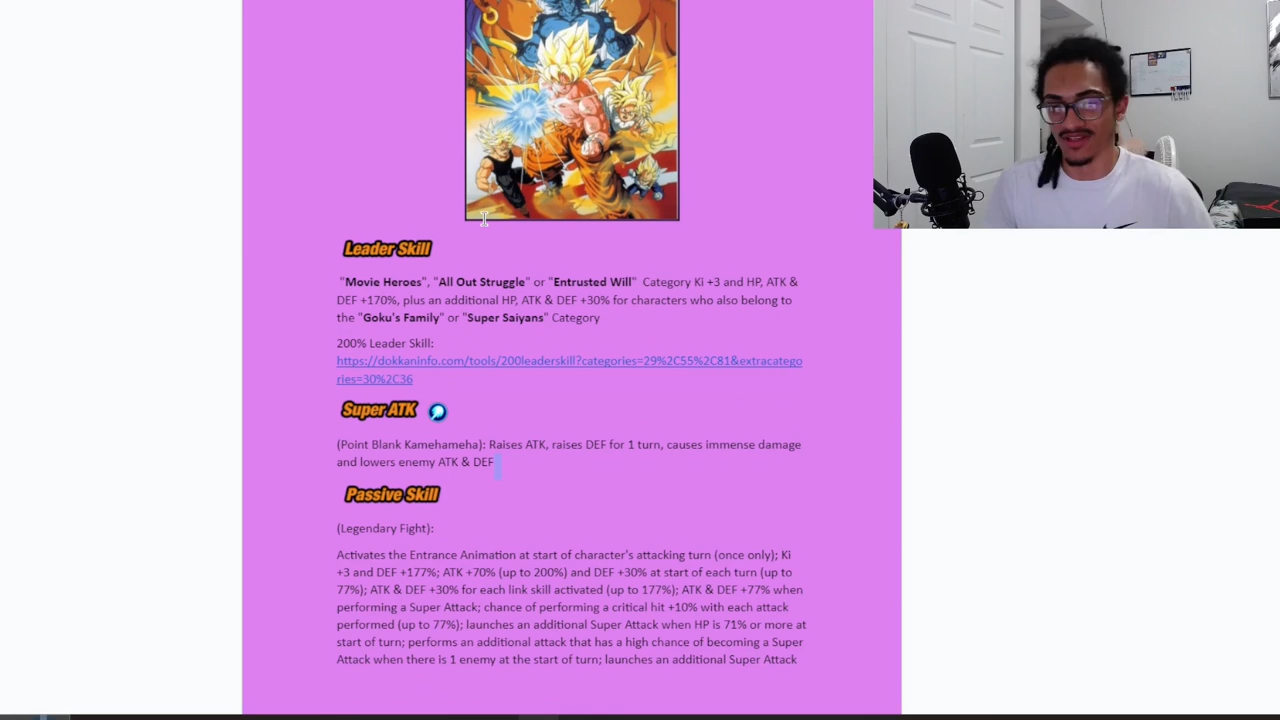 Leader Skill
"Movie Heroes", "All Out Struggle" or "Entrusted Will" Category Ki +3 and HP, ATK &
DEF +170%, plus an additional HP, ATK & DEF +30% for characters who also belong to
the "Goku's Family" or "Super Saiyans" Category
200% Leader Skill:
https://dokkaninfo.com/tools/200leaderskill?categories=29%2C55%2C81&extracatego
ries=30%2C36
Super ATK
(Point Blank Kamehameha): Raises ATK, raises DEF for 1 turn, causes immense damage
and lowers enemy ATK & DEF
Passive Skill
(Legendary Fight):
Activates the Entrance Animation at start of character's attacking turn (once only); Ki
+3 and DEF +177%; ATK +70% (up to 200%) and DEF +30% at start of each turn (up to
77%); ATK & DEF +30% for each link skill activated (up to 177%); ATK & DEF +77% when
performing a Super Attack; chance of performing a critical hit +10% with each attack
performed (up to 77%); launches an additional Super Attack when HP is 71% or more at
start of turn; performs an additional attack that has a high chance of becoming a Super
Attack when there is 1 enemy at the start of turn; launches an additional Super Attack